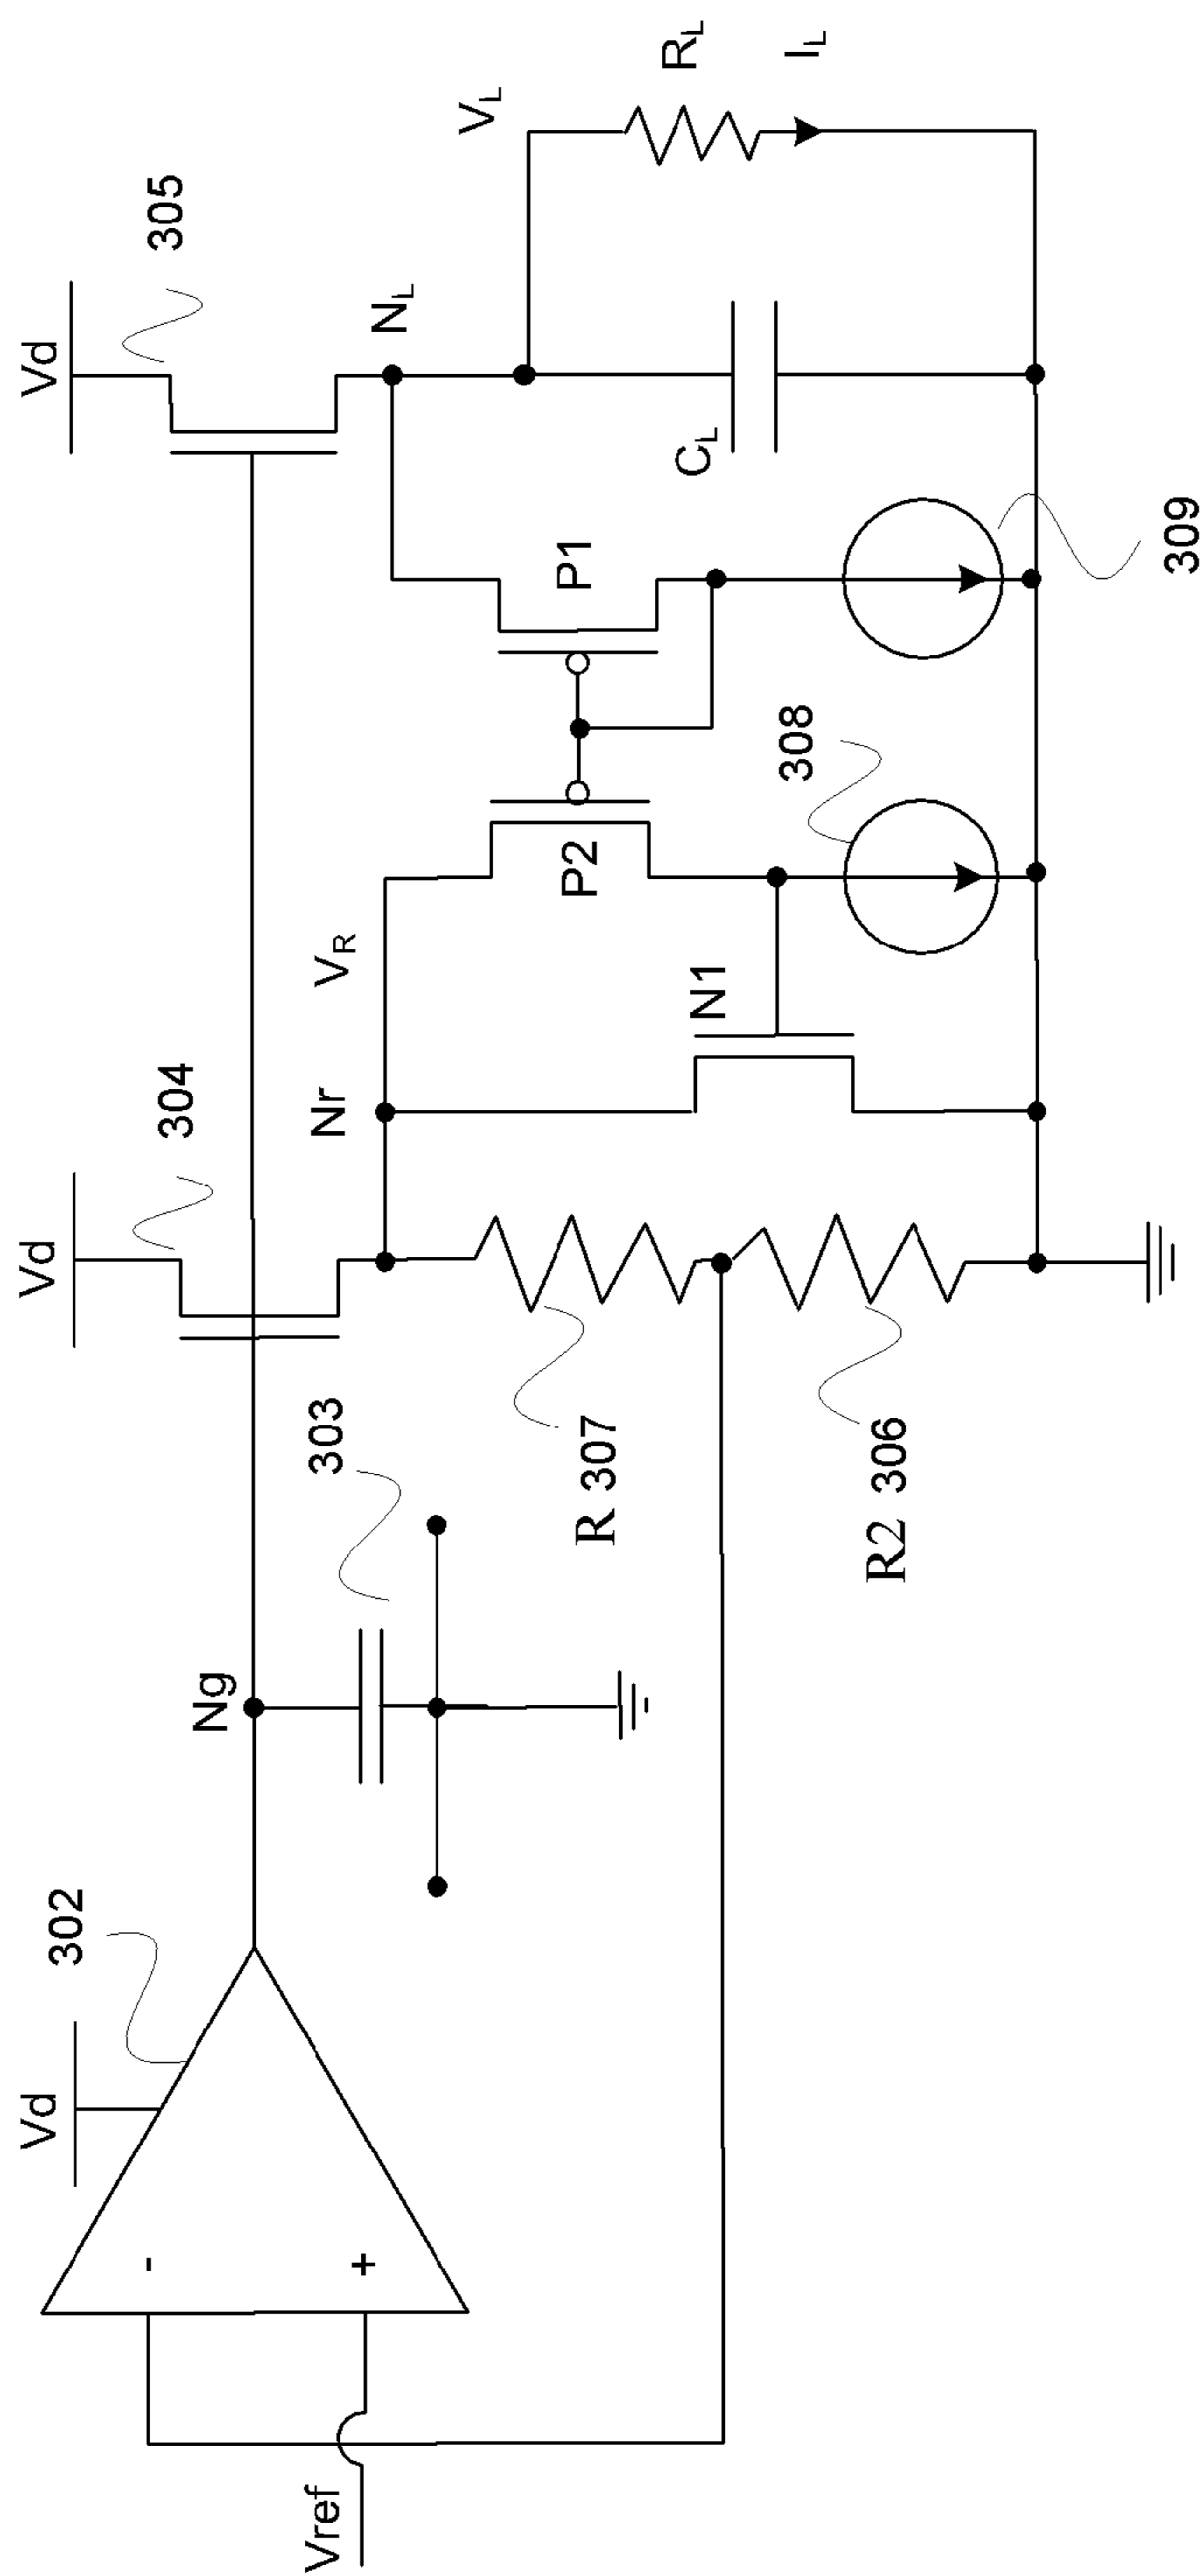 Vref
-
+
Vd
302
Ng
303
Vd
304
R 307
R2 306
Nr
VR
N1
P2
308
P1
309
Vd
305
NL
CL
VL
RL
IL